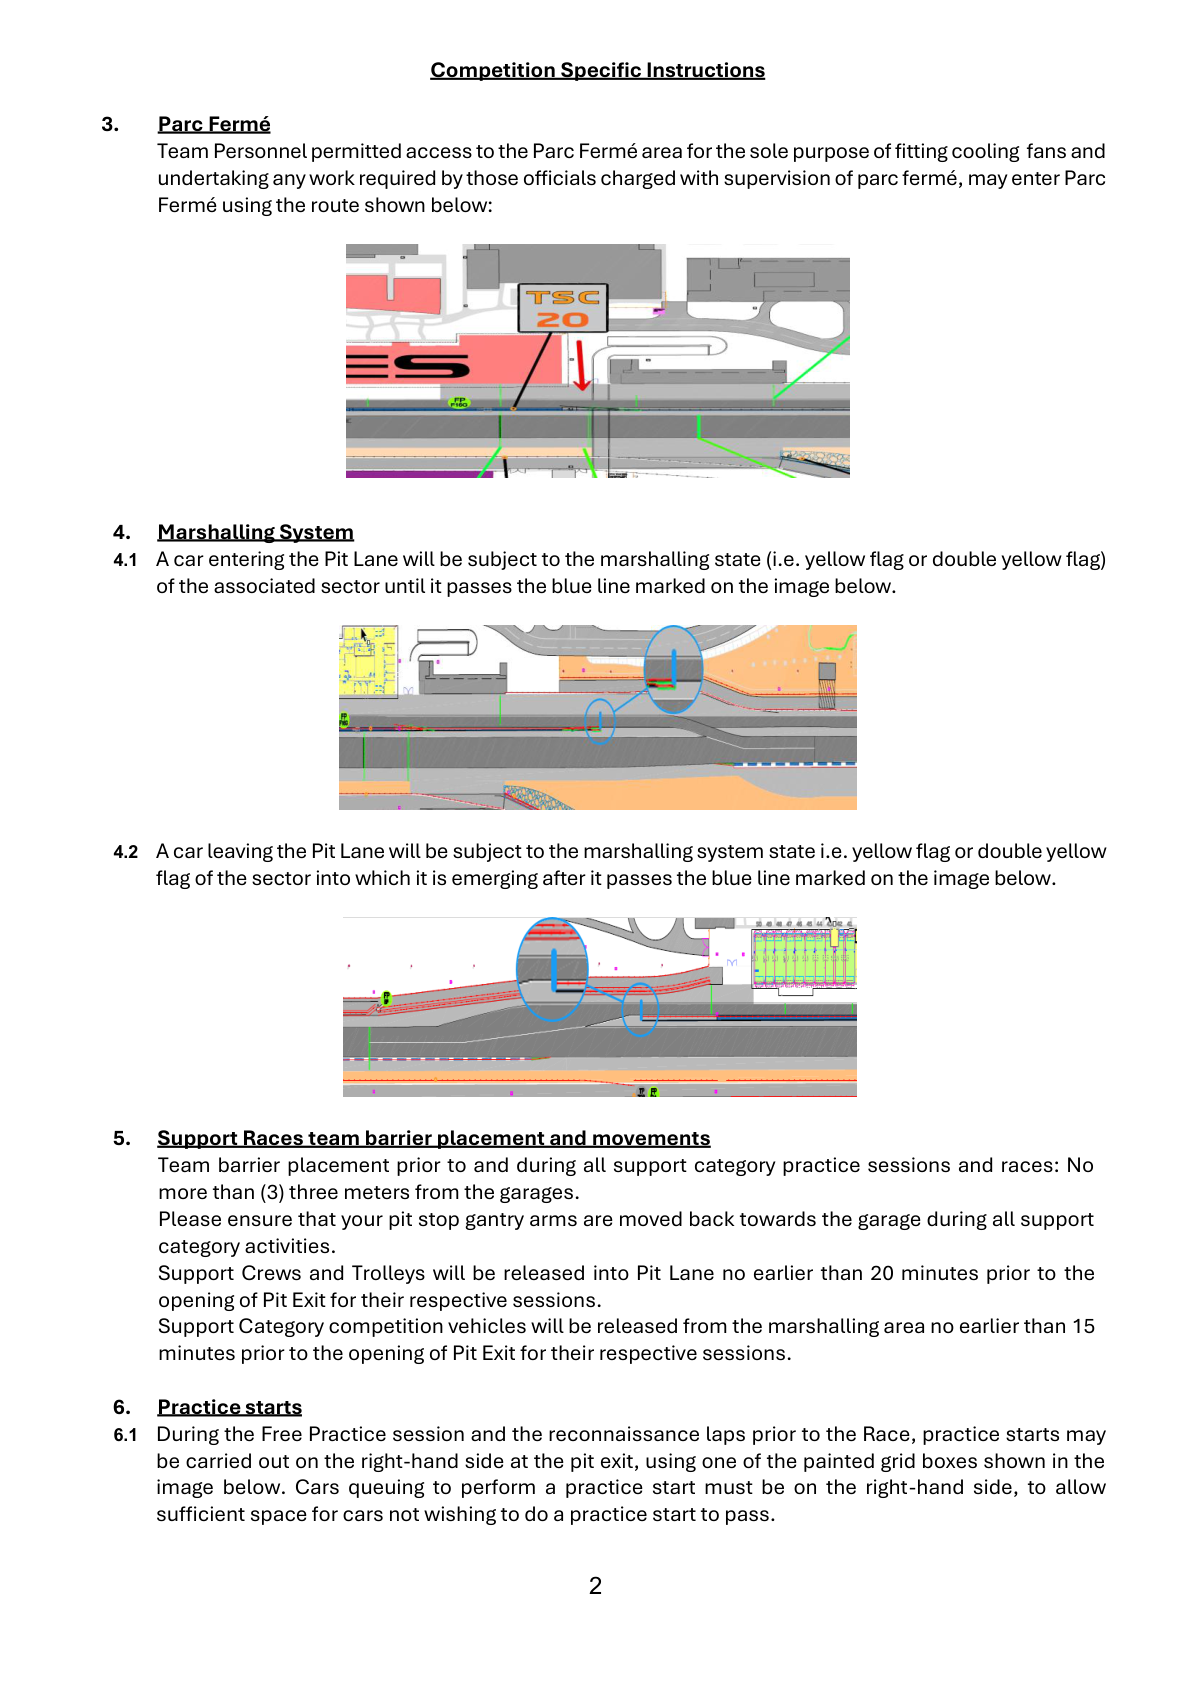 Competition Specific Instructions
3. Parc Fermé
Team Personnel permitted access to the Parc Fermé area for the sole purpose of fitting cooling fans and
undertaking any work required by those officials charged with supervision of parc fermé, may enter Parc
Fermé using the route shown below:
TSC
20
ES
FP
F16G
4. Marshalling System
4.1 A car entering the Pit Lane will be subject to the marshalling state (i.e. yellow flag or double yellow flag)
of the associated sector until it passes the blue line marked on the image below.
FP
4.2 A car leaving the Pit Lane will be subject to the marshalling system state i.e. yellow flag or double yellow
flag of the sector into which it is emerging after it passes the blue line marked on the image below.
FP
5. Support Races team barrier placement and movements
Team barrier placement prior to and during all support category practice sessions and races: No
more than (3) three meters from the garages.
Please ensure that your pit stop gantry arms are moved back towards the garage during all support
category activities.
Support Crews and Trolleys will be released into Pit Lane no earlier than 20 minutes prior to the
opening of Pit Exit for their respective sessions.
Support Category competition vehicles will be released from the marshalling area no earlier than 15
minutes prior to the opening of Pit Exit for their respective sessions.
6. Practice starts
6.1 During the Free Practice session and the reconnaissance laps prior to the Race, practice starts may
be carried out on the right-hand side at the pit exit, using one of the painted grid boxes shown in the
image below. Cars queuing to perform a practice start must be on the right-hand side, to allow
sufficient space for cars not wishing to do a practice start to pass.
2